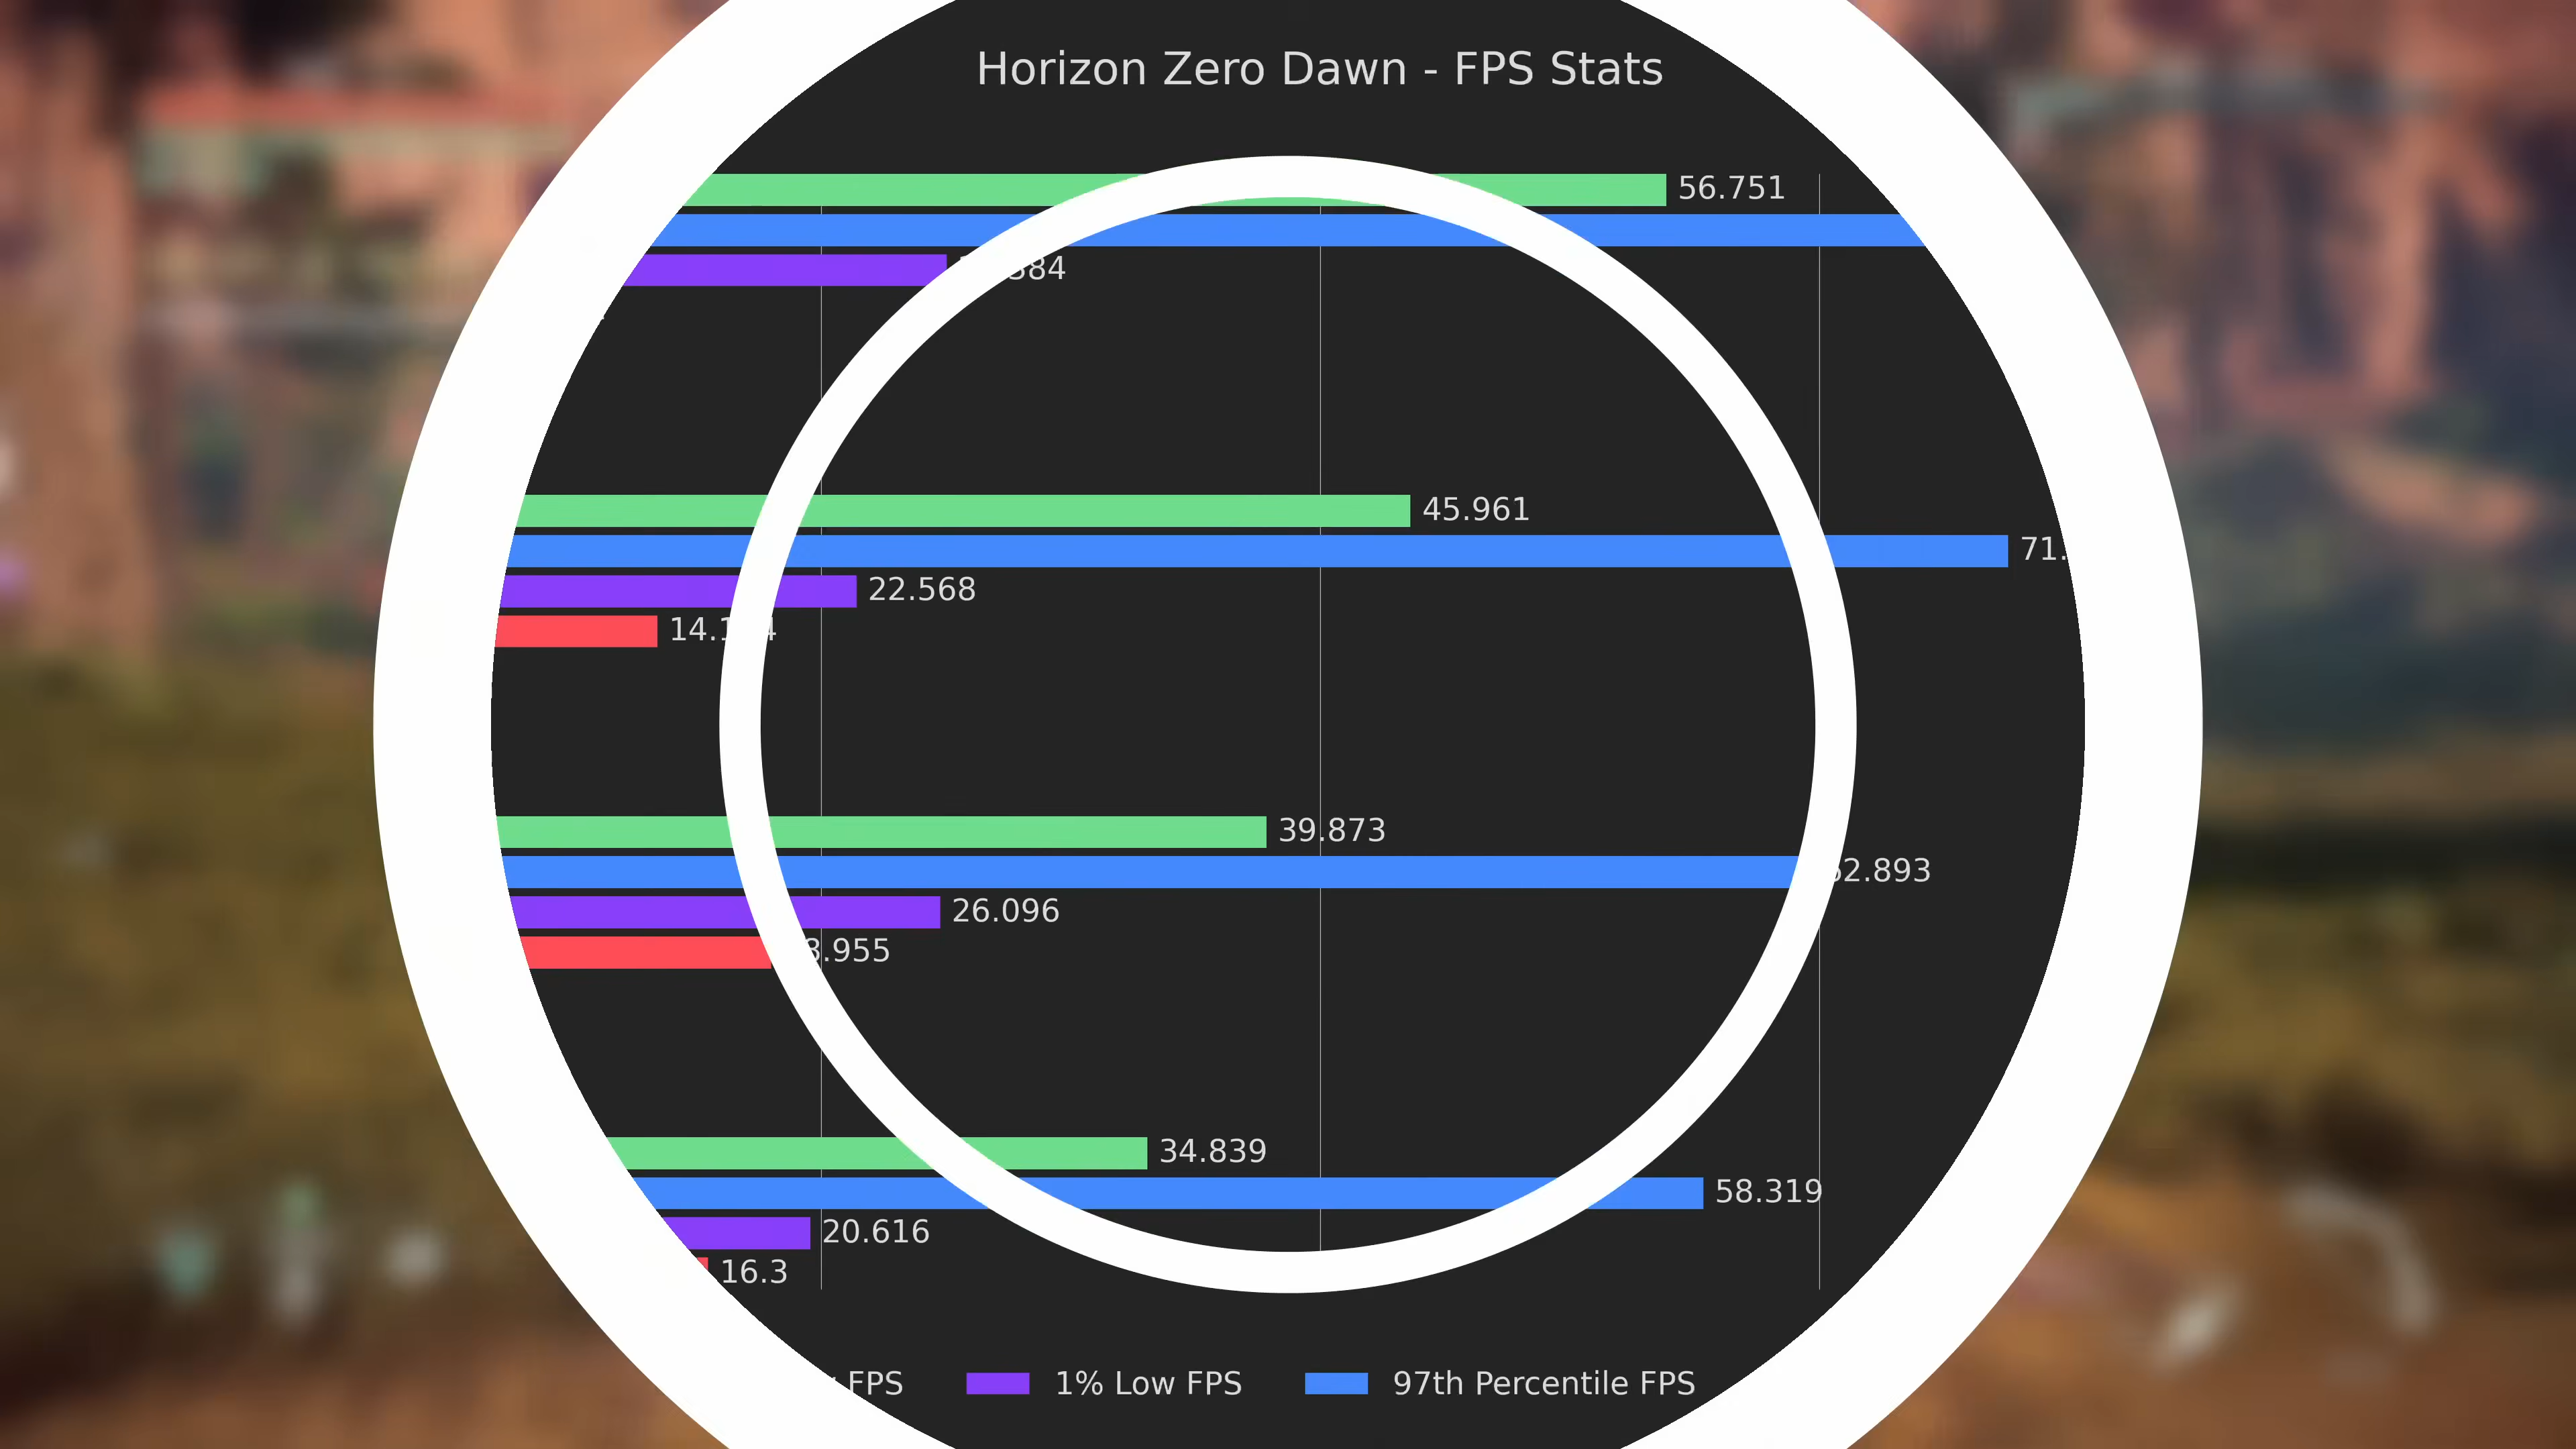 Horizon Zero Dawn - FPS Stats
56.751
45.961
22.568
39.873
26.096
34.839
58.319
20.616
16.3
FPS
1% Low FPS
97th Percentile FPS